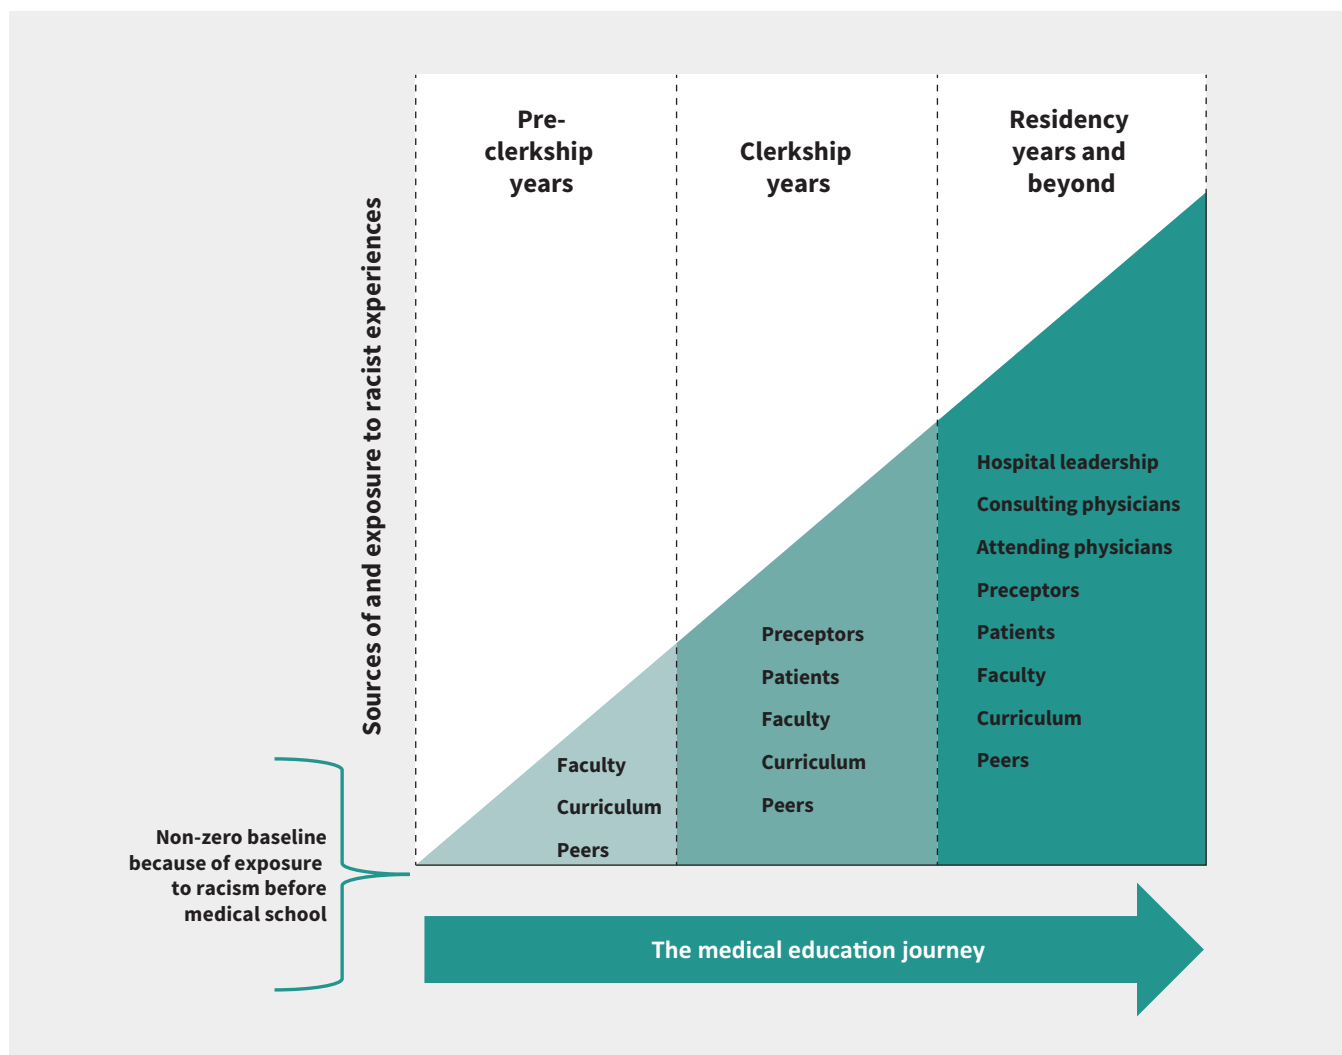 Pre-
clerkship
years
Clerkship
years
Residency
years and
beyond
Sources of and exposure to racist experiences
Faculty
Curriculum
Peers
Preceptors
Patients
Faculty
Curriculum
Peers
Hospital leadership
Consulting physicians
Attending physicians
Preceptors
Patients
Faculty
Curriculum
Peers
Non-zero baseline
because of exposure
to racism before
medical school
The medical education journey